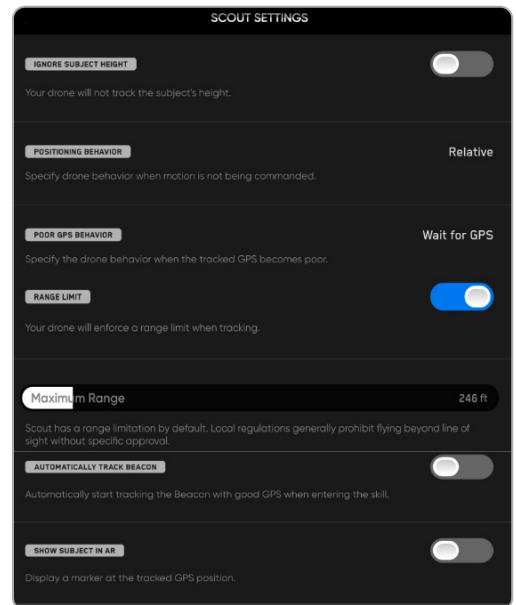 SCOUT SETTINGS
IGNORE SUBJECT HEIGHT
Your drone will not track the subject's height.
POSITIONING BEHAVIOR
Relative
Specify drone behavior when motion is not being commanded.
POOR GPS BEHAVIOR
Wait for GPS
Specify the drone behavior when the tracked GPS becomes poor.
RANGE LIMIT
Your drone will enforce a range limit when tracking.
Maximum Range
246 ft
Scout has a range limitation by default. Local regulations generally prohibit flying beyond line of
sight without specific approval.
AUTOMATICALLY TRACK BEACON
Automatically start tracking the Beacon with good GPS when entering the skill.
SHOW SUBJECT IN AR
Display a marker at the tracked GPS position.